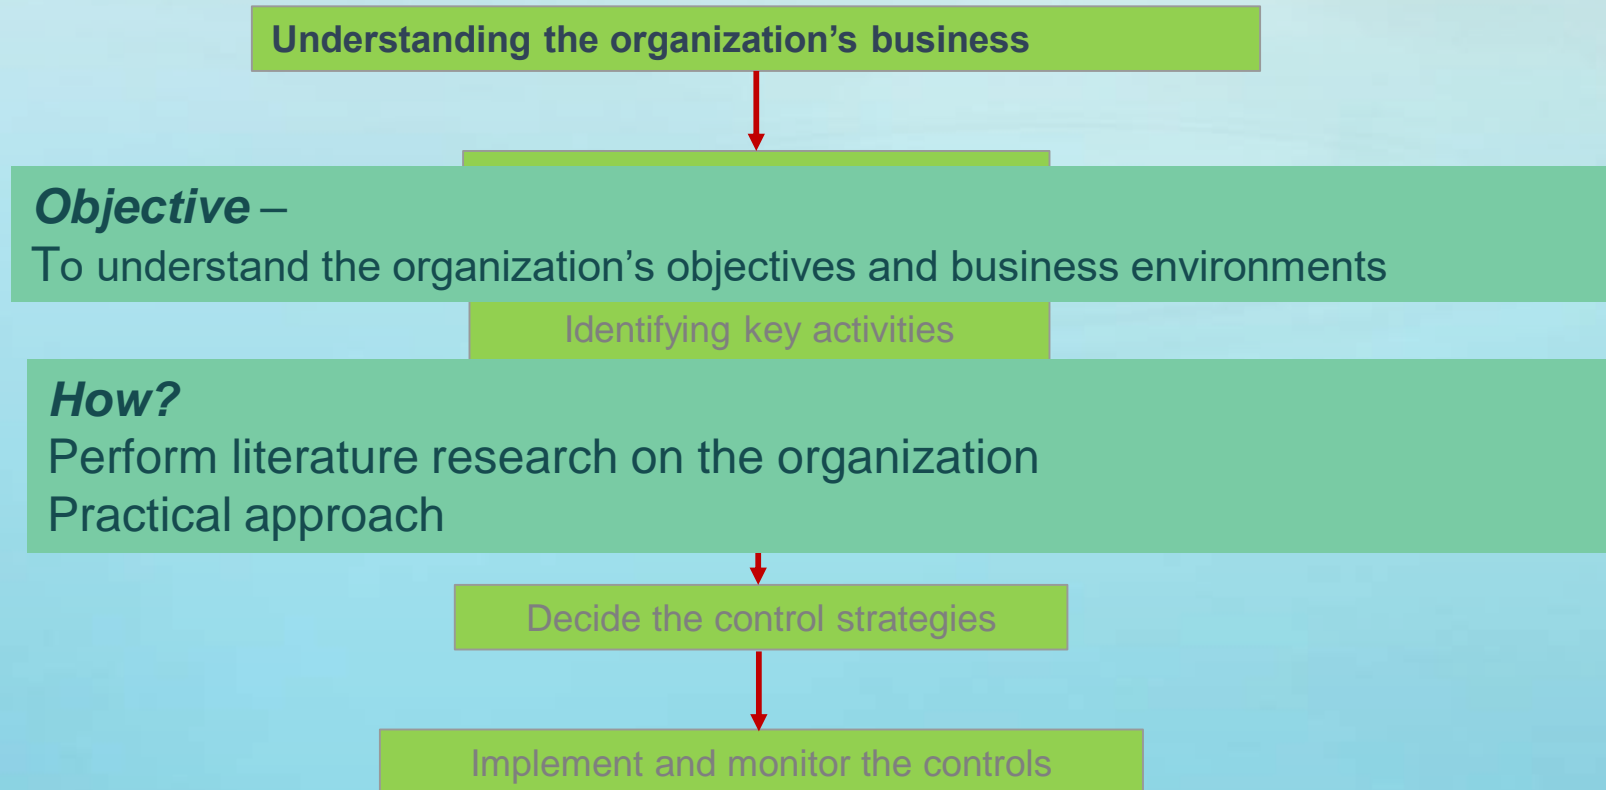 Understanding the organization’s business
Objective –
To understand the organization’s objectives and business environments
Identifying key activities
How?
Perform literature research on the organization
Practical approach
Decide the control strategies
Implement and monitor the controls